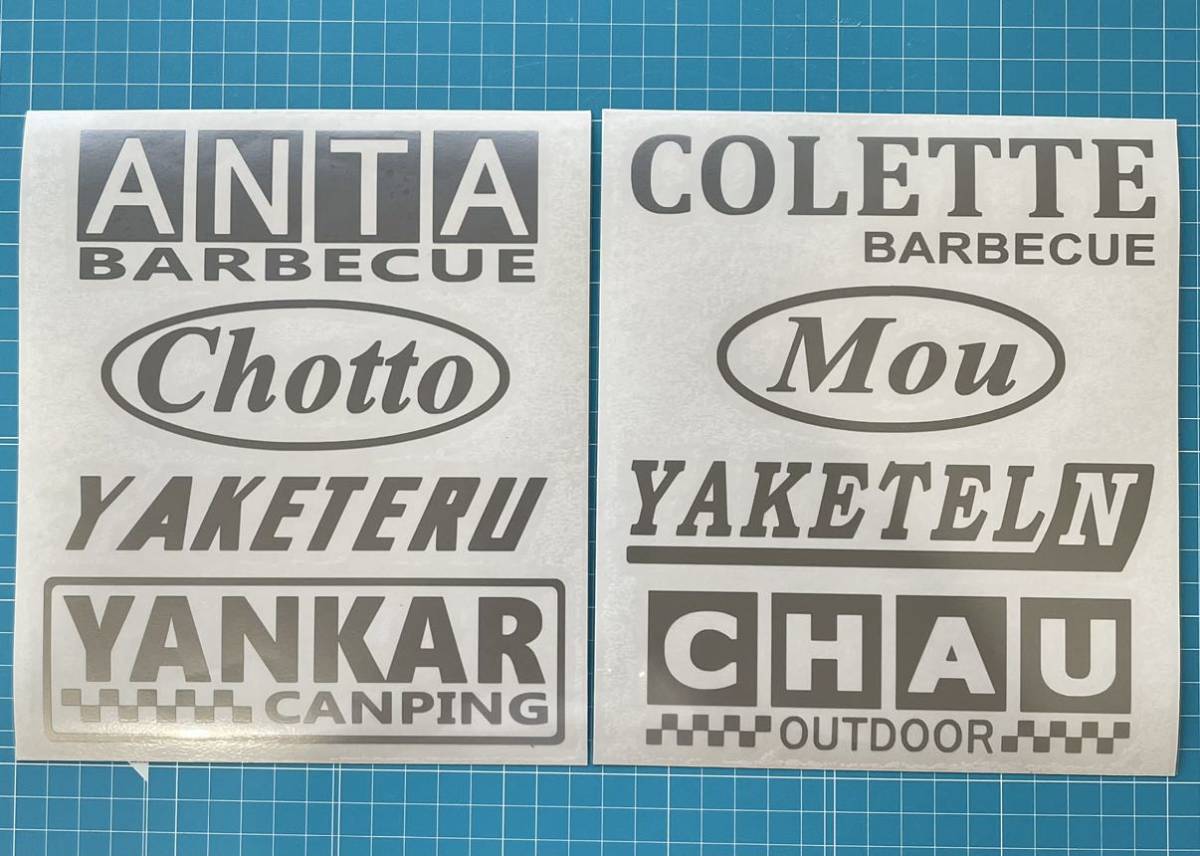 ANTA
BARBECUE
Chotto
YAKETERU
YANKAR
CANPING
COLETTE
BARBECUE
Mou
YAKETELN
CHAU
OUTDOOR